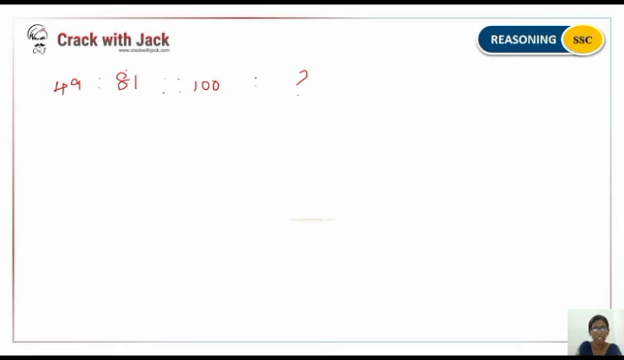 Crack with Jack
www.crackwithjack.com
REASONING SSC
49 : 81 :: 100 : ?